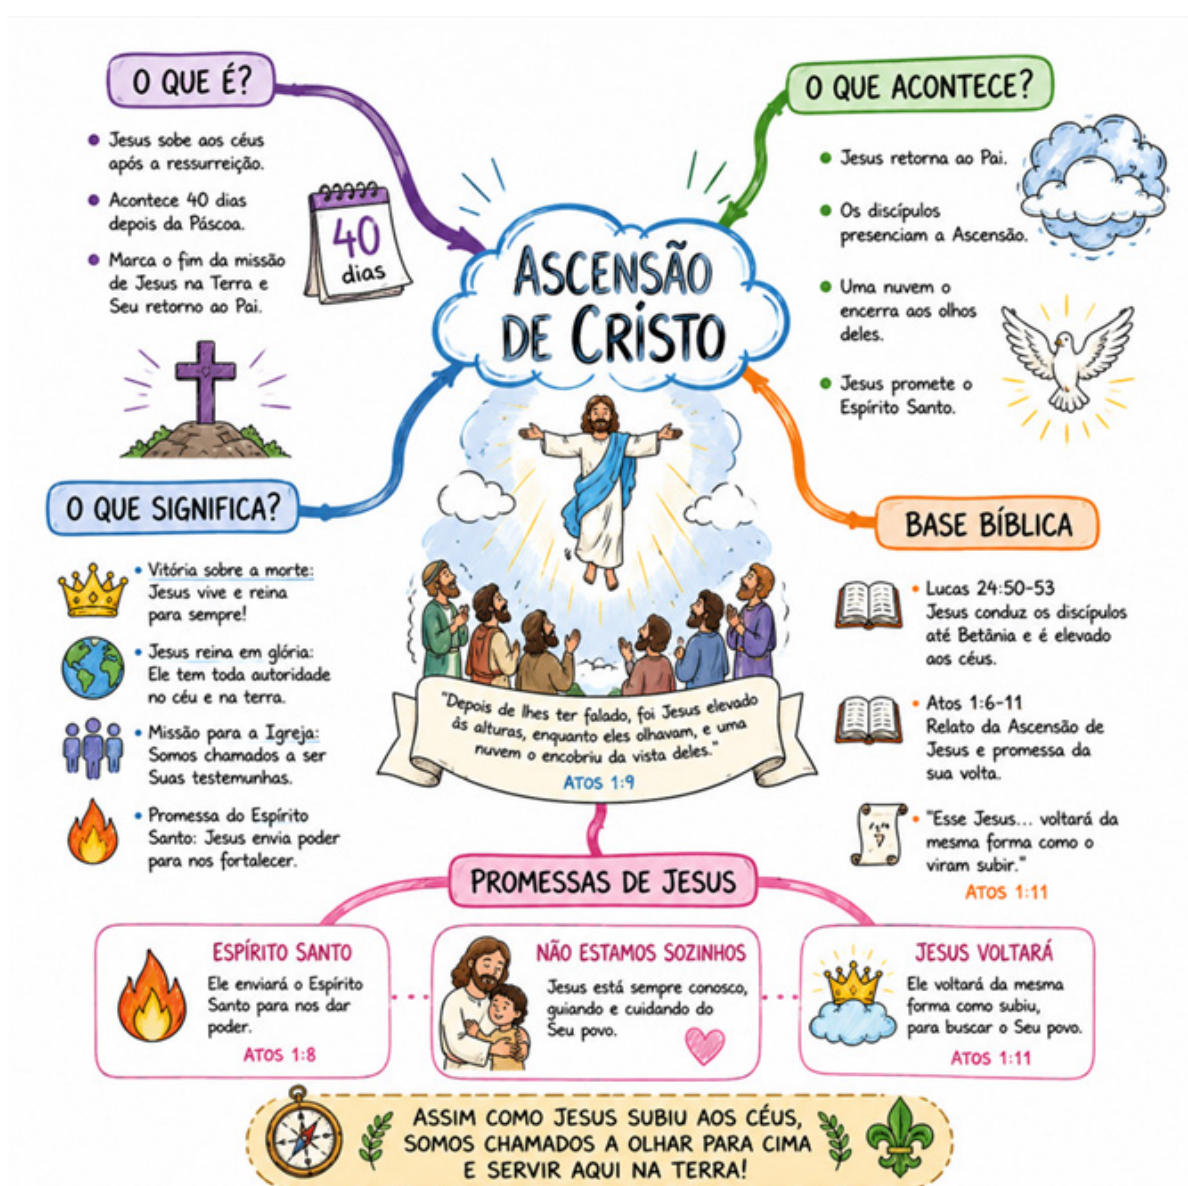 O QUE É?
Jesus sobe aos céus
após a ressurreição.
Acontece 40 dias
depois da Páscoa.
Marca o fim da missão
de Jesus na Terra e
Seu retorno ao Pai.
40
dias
ASCENSÃO
DE CRÍSTO
O QUE ACONTECE?
Jesus retorna ao Pai.
Os discípulos
presenciam a Ascensão.
Uma nuvem o
encerra aos olhos
deles.
Jesus promete o
Espírito Santo.
O QUE SIGNIFICA?
Vitória sobre a morte:
Jesus vive e reina
para sempre!
Jesus reina em glória:
Ele tem toda autoridade
no céu e na terra.
Missão para a Igreja:
Somos chamados a ser
Suas testemunhas.
Promessa do Espírito
Santo: Jesus envia poder
para nos fortalecer.
BASE BÍBLICA
Lucas 24:50-53
Jesus conduz os discípulos
até Betânia e é elevado
aos céus.
Atos 1:6-11
Relato da Ascensão de
Jesus e promessa da
sua volta.
"Esse Jesus... voltará da
mesma forma como o
viram subir."
ATOS 1:11
"Depois de lhes ter falado, foi Jesus elevado
às alturas, enquanto eles olhavam, e uma
nuvem o encobriu da vista deles."
ATOS 1:9
PROMESSAS DE JESUS
ESPÍRITO SANTO
Ele enviará o Espírito
Santo para nos dar
poder.
ATOS 1:8
NÃO ESTAMOS SOZINHOS
Jesus está sempre conosco,
guiando e cuidando do
Seu povo.
JESUS VOLTARÁ
Ele voltará da mesma
forma como subiu,
para buscar o Seu povo.
ATOS 1:11
ASSIM COMO JESUS SUBIU AOS CÉUS,
SOMOS CHAMADOS A OLHAR PARA CIMA
E SERVIR AQUI NA TERRA!